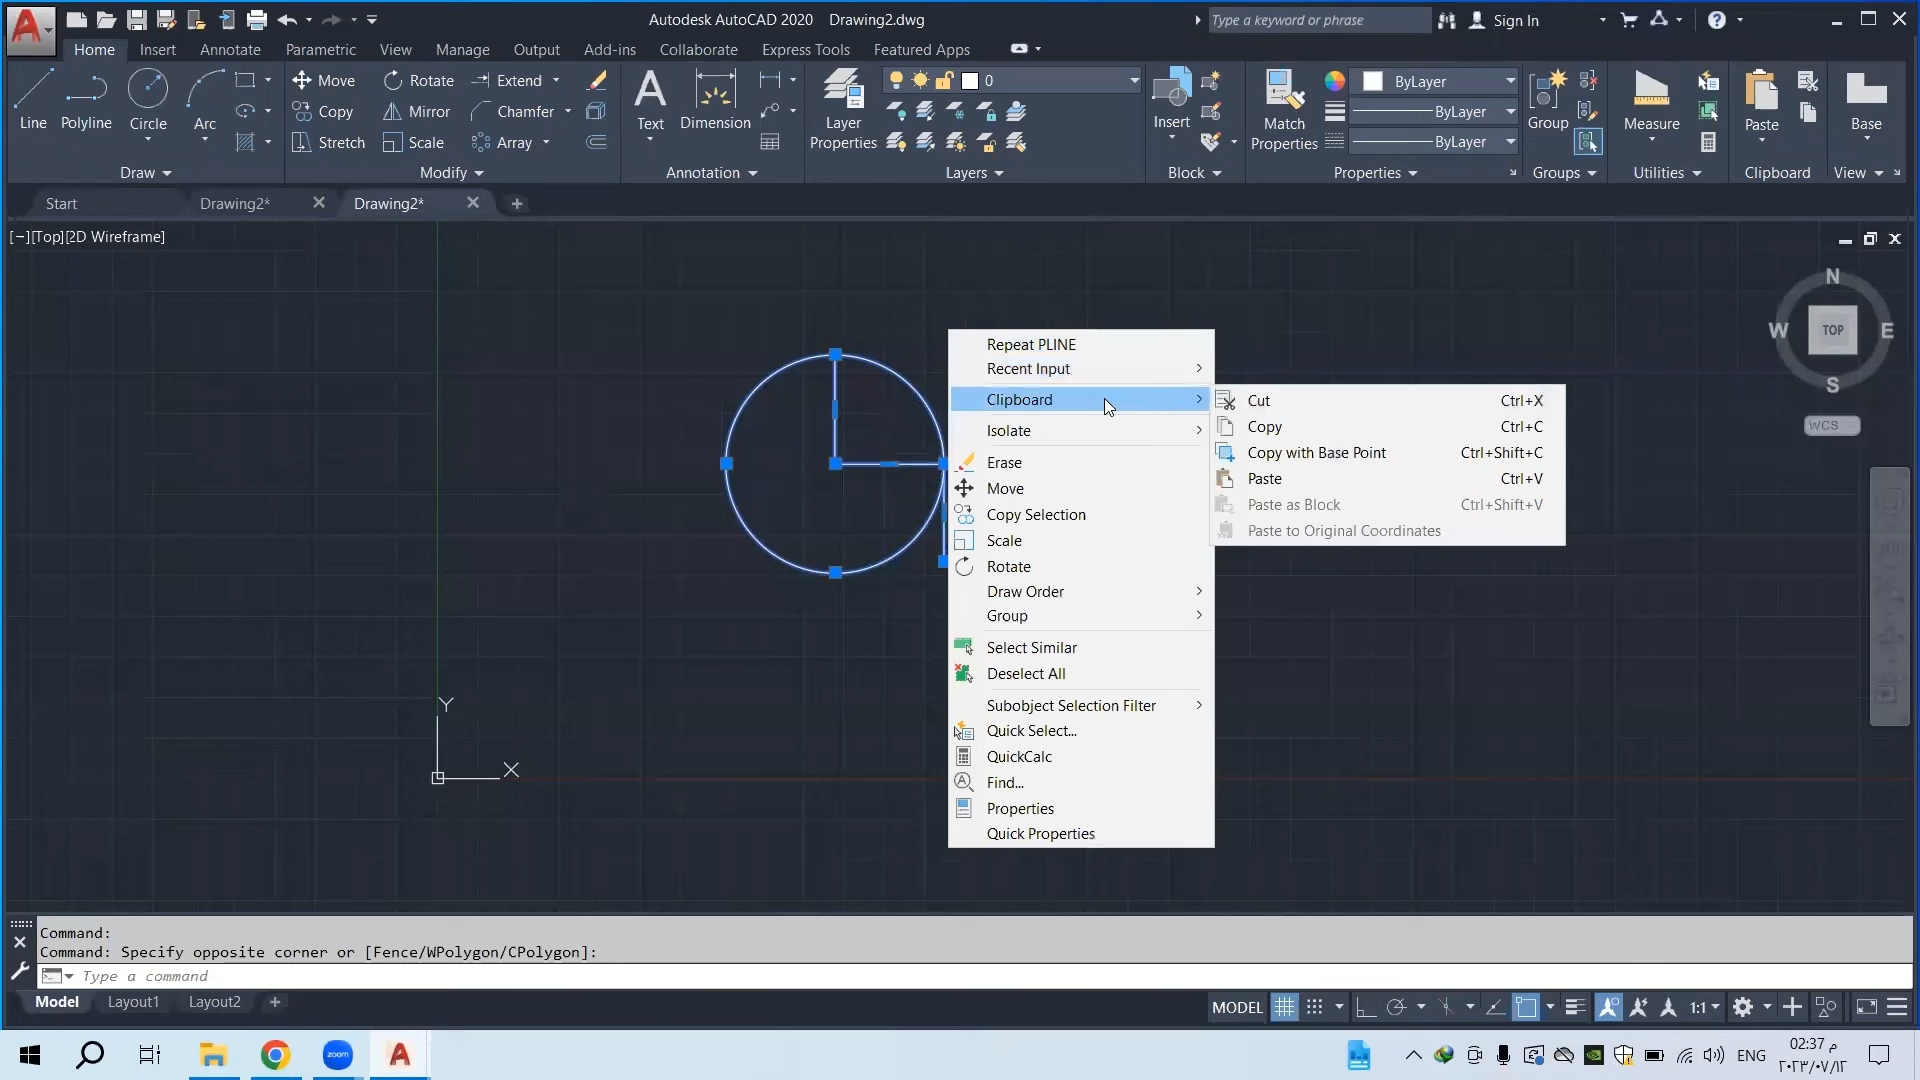 Autodesk AutoCAD 2020 Drawing2.dwg
Type a keyword or phrase
Sign In
Home Insert Annotate Parametric View Manage Output Add-ins Collaborate Express Tools Featured Apps
Line Polyline Circle Arc
Move Rotate Extend
Copy Mirror Chamfer
Stretch Scale Array
Text Dimension
Layer Properties
0
Insert
Match Properties
ByLayer
ByLayer
ByLayer
Group
Measure
Paste
Base
Draw Modify Annotation Layers Block Properties Groups Utilities Clipboard View
Start Drawing2* Drawing2*
[−][Top][2D Wireframe]
N
W TOP E
S
WCS
Repeat PLINE
Recent Input
Clipboard
Isolate
Erase
Move
Copy Selection
Scale
Rotate
Draw Order
Group
Select Similar
Deselect All
Subobject Selection Filter
Quick Select...
QuickCalc
Find...
Properties
Quick Properties
Cut Ctrl+X
Copy Ctrl+C
Copy with Base Point Ctrl+Shift+C
Paste Ctrl+V
Paste as Block Ctrl+Shift+V
Paste to Original Coordinates
Y
X
Command:
Command: Specify opposite corner or [Fence/WPolygon/CPolygon]:
Type a command
Model Layout1 Layout2
MODEL 1:1
zoom
ENG
02:37 م
٢٠٢٣/٠٧/١٢